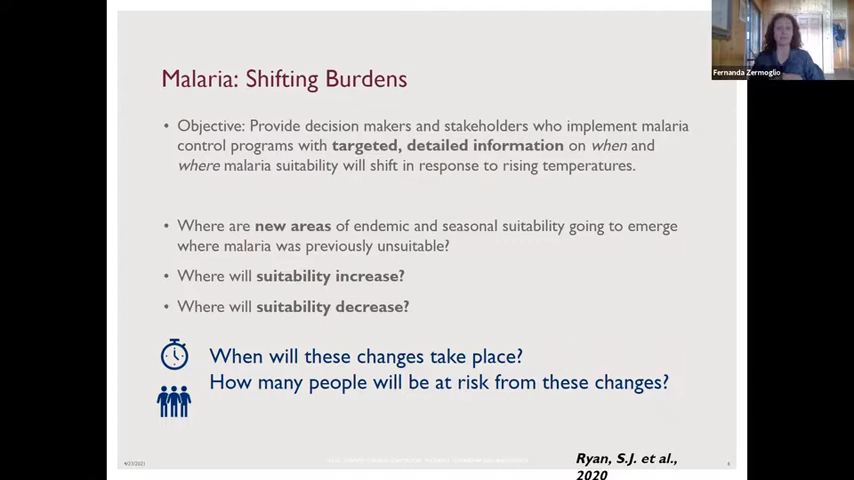 Fernanda Zermoglio
Malaria: Shifting Burdens
• Objective: Provide decision makers and stakeholders who implement malaria
control programs with targeted, detailed information on when and
where malaria suitability will shift in response to rising temperatures.
• Where are new areas of endemic and seasonal suitability going to emerge
where malaria was previously unsuitable?
• Where will suitability increase?
• Where will suitability decrease?
When will these changes take place?
How many people will be at risk from these changes?
Ryan, S.J. et al.,
2020
4/23/2021
6